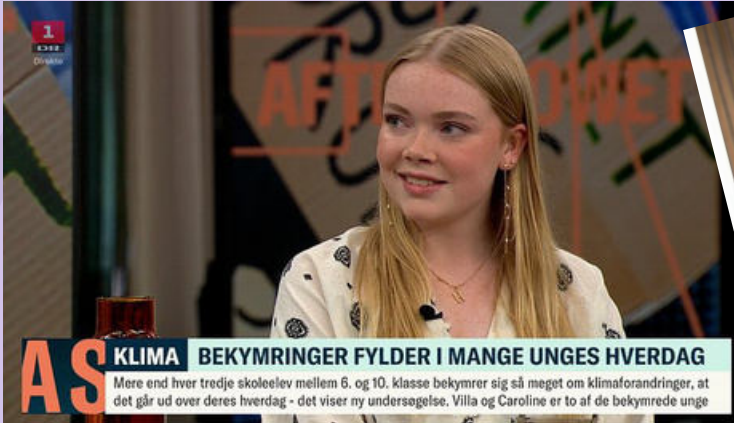 1
DR
Direkte
AFT OWET
AS
KLIMA BEKYMRINGER FYLDER I MANGE UNGES HVERDAG
Mere end hver tredje skoleelev mellem 6. og 10. klasse bekymrer sig så meget om klimaforandringer, at
det går ud over deres hverdag - det viser ny undersøgelse. Villa og Caroline er to af de bekymrede unge